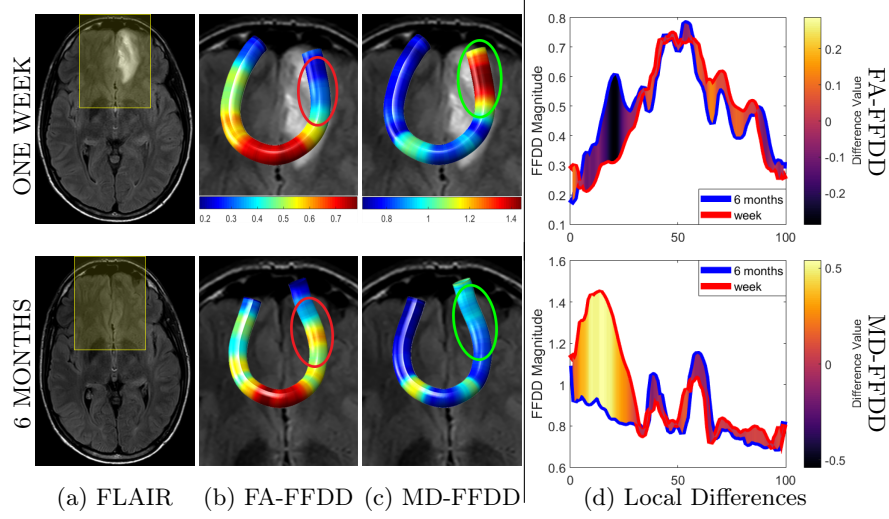 ONE WEEK
0.2 0.3 0.4 0.5 0.6 0.7
0.8 1 1.2 1.4
FFDD Magnitude
0.8
0.7
0.6
0.5
0.4
0.3
0.2
0.1
0 50 100
6 months
week
0.2
0.1
0
-0.1
-0.2
Difference Value
FA-FFDD
6 MONTHS
FFDD Magnitude
1.6
1.4
1.2
1
0.8
0.6
0 50 100
6 months
week
0.5
0
-0.5
Difference Value
MD-FFDD
(a) FLAIR (b) FA-FFDD (c) MD-FFDD (d) Local Differences